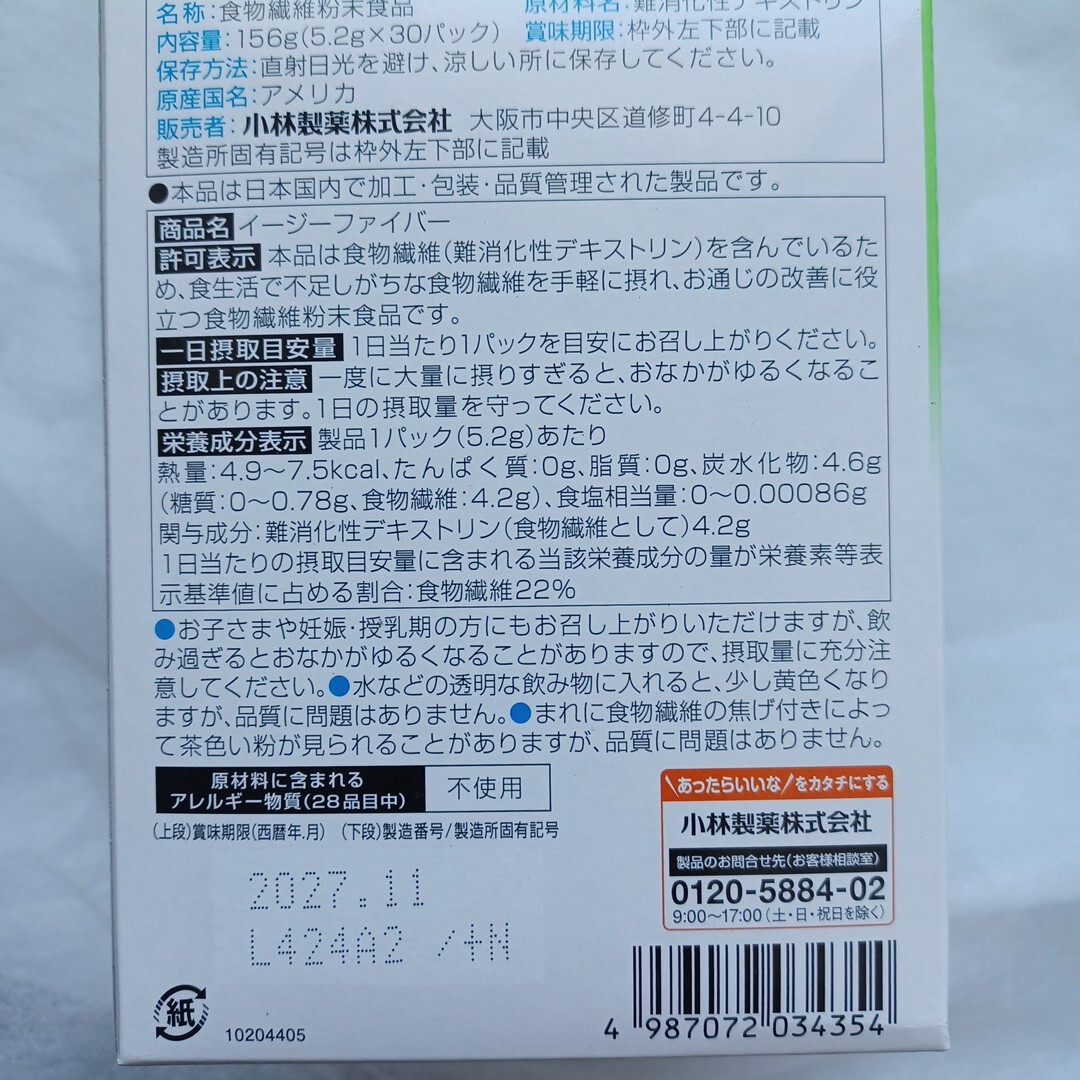 名称:食物繊維粉末食品
原材料名:難消化性デキストリン
内容量:156g(5.2g×30パック)
賞味期限:枠外左下部に記載
保存方法:直射日光を避け、涼しい所に保存してください。
原産国名:アメリカ
販売者:小林製薬株式会社 大阪市中央区道修町4-4-10
製造所固有記号は枠外左下部に記載
●本品は日本国内で加工・包装・品質管理された製品です。
商品名 イージーファイバー
許可表示 本品は食物繊維(難消化性デキストリン)を含んでいるた
め、食生活で不足しがちな食物繊維を手軽に摂れ、お通じの改善に役
立つ食物繊維粉末食品です。
一日摂取目安量 1日当たり1パックを目安にお召し上がりください。
摂取上の注意 一度に大量に摂りすぎると、おなかがゆるくなるこ
とがあります。1日の摂取量を守ってください。
栄養成分表示 製品1パック(5.2g)あたり
熱量:4.9〜7.5kcal、たんぱく質:0g、脂質:0g、炭水化物:4.6g
(糖質:0〜0.78g、食物繊維:4.2g)、食塩相当量:0〜0.00086g
関与成分:難消化性デキストリン(食物繊維として)4.2g
1日当たりの摂取目安量に含まれる当該栄養成分の量が栄養素等表
示基準値に占める割合:食物繊維22%
●お子さまや妊娠・授乳期の方にもお召し上がりいただけますが、飲
み過ぎるとおなかがゆるくなることがありますので、摂取量に充分注
意してください。●水などの透明な飲み物に入れると、少し黄色くなり
ますが、品質に問題はありません。●まれに食物繊維の焦げ付きによっ
て茶色い粉が見られることがありますが、品質に問題はありません。
原材料に含まれる
アレルギー物質(28品目中)
不使用
(上段)賞味期限(西暦年.月) (下段)製造番号/製造所固有記号
2027.11
L424A2 /+N
紙
10204405
\あったらいいな/をカタチにする
小林製薬株式会社
製品のお問合せ先(お客様相談室)
0120-5884-02
9:00〜17:00(土・日・祝日を除く)
4 987072 034354